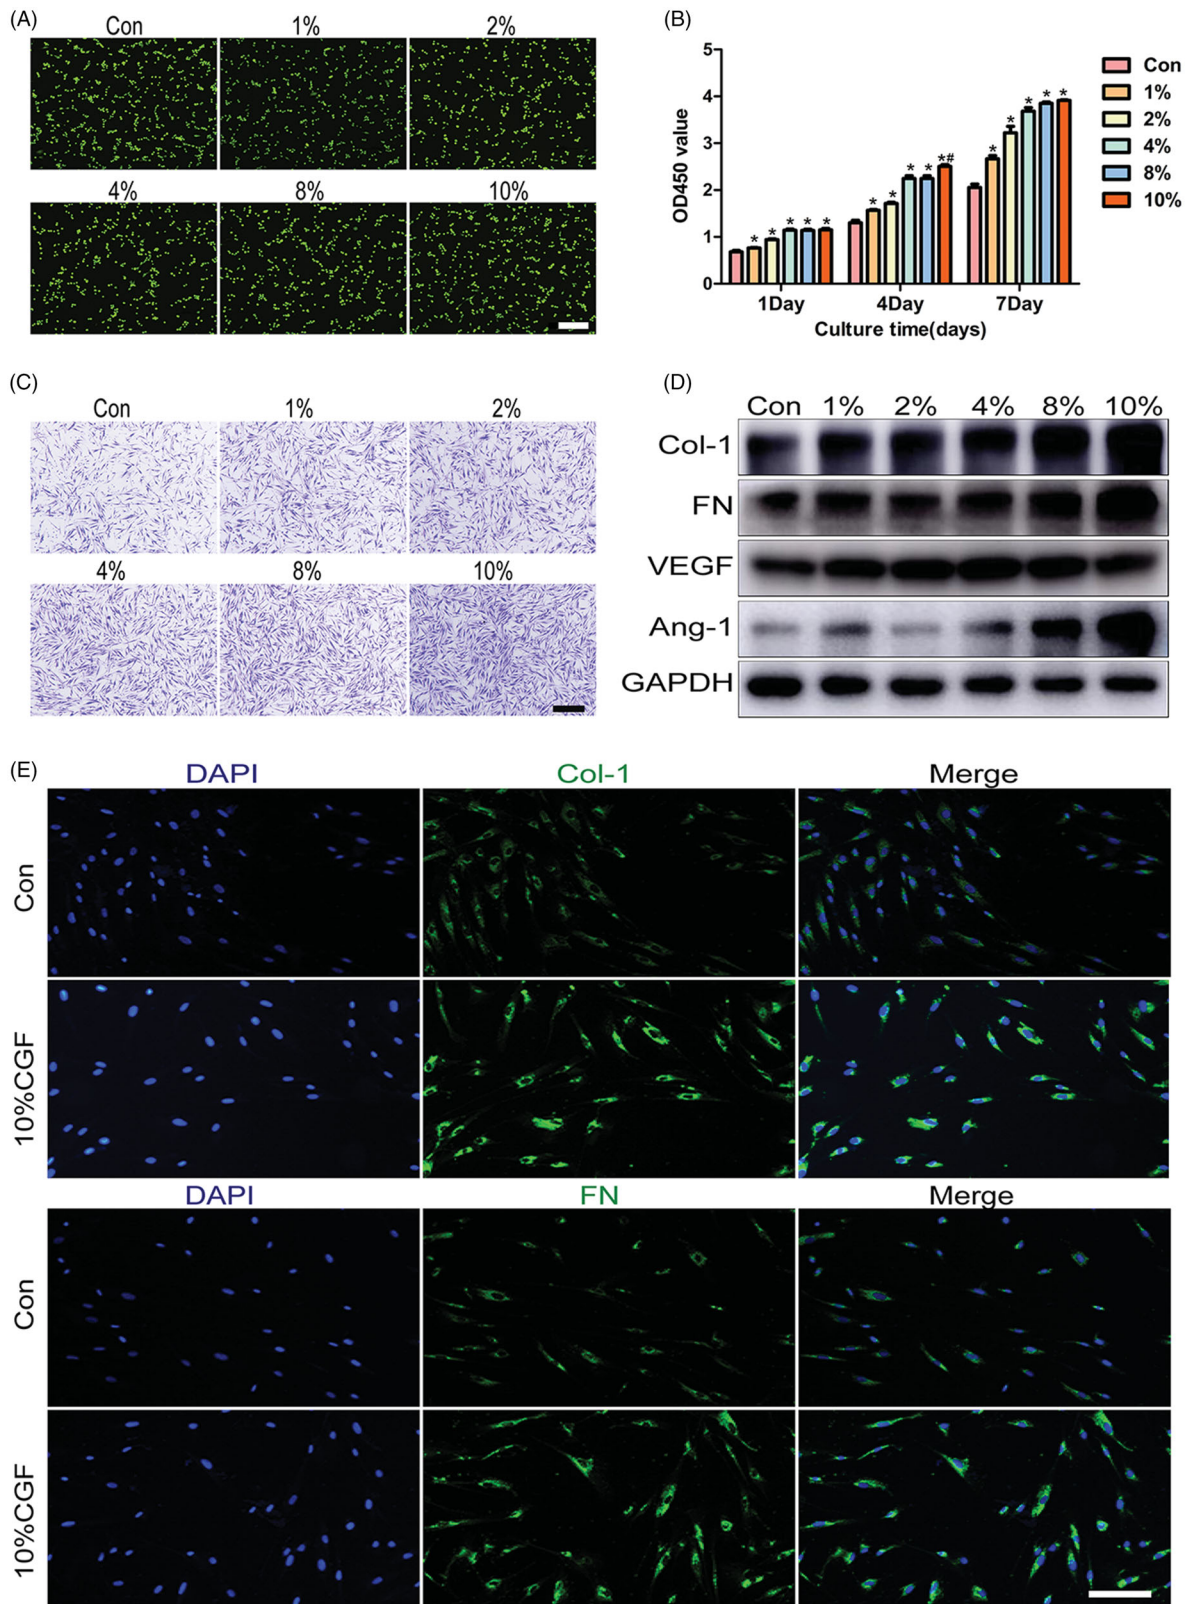 (A)
Con 1% 2%
4% 8% 10%
(B)
5
4
3
2
1
0
OD450 value
* * * * *
* * * * *#
* * * * *
1Day 4Day 7Day
Culture time(days)
Con
1%
2%
4%
8%
10%
(C)
Con 1% 2%
4% 8% 10%
(D)
Con 1% 2% 4% 8% 10%
Col-1
FN
VEGF
Ang-1
GAPDH
(E)
DAPI Col-1 Merge
Con
10%CGF
DAPI FN Merge
Con
10%CGF